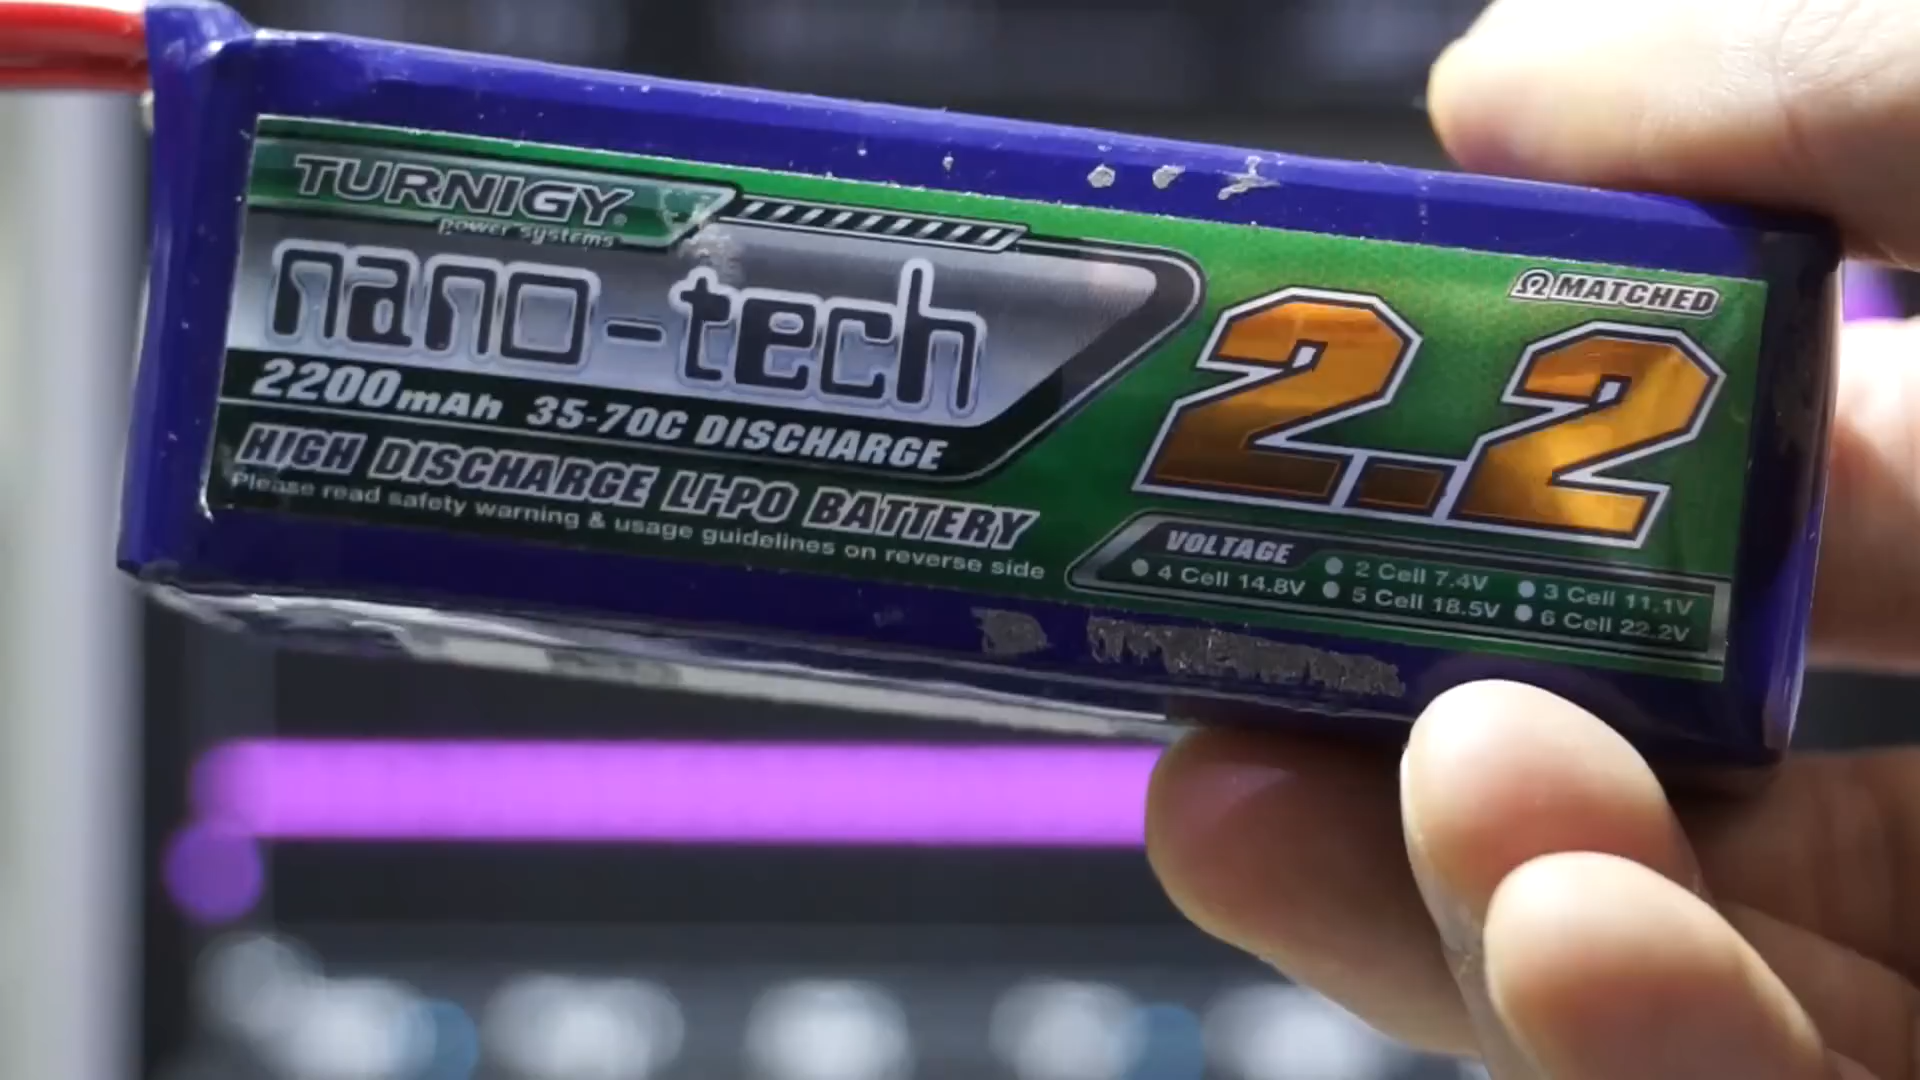 TURNIGY
power systems
nano-tech
2200mAh 35-70C DISCHARGE
HIGH DISCHARGE LI-PO BATTERY
Please read safety warning & usage guidelines on reverse side
Ω MATCHED
2.2
VOLTAGE
2 Cell 7.4V
3 Cell 11.1V
4 Cell 14.8V
5 Cell 18.5V
6 Cell 22.2V